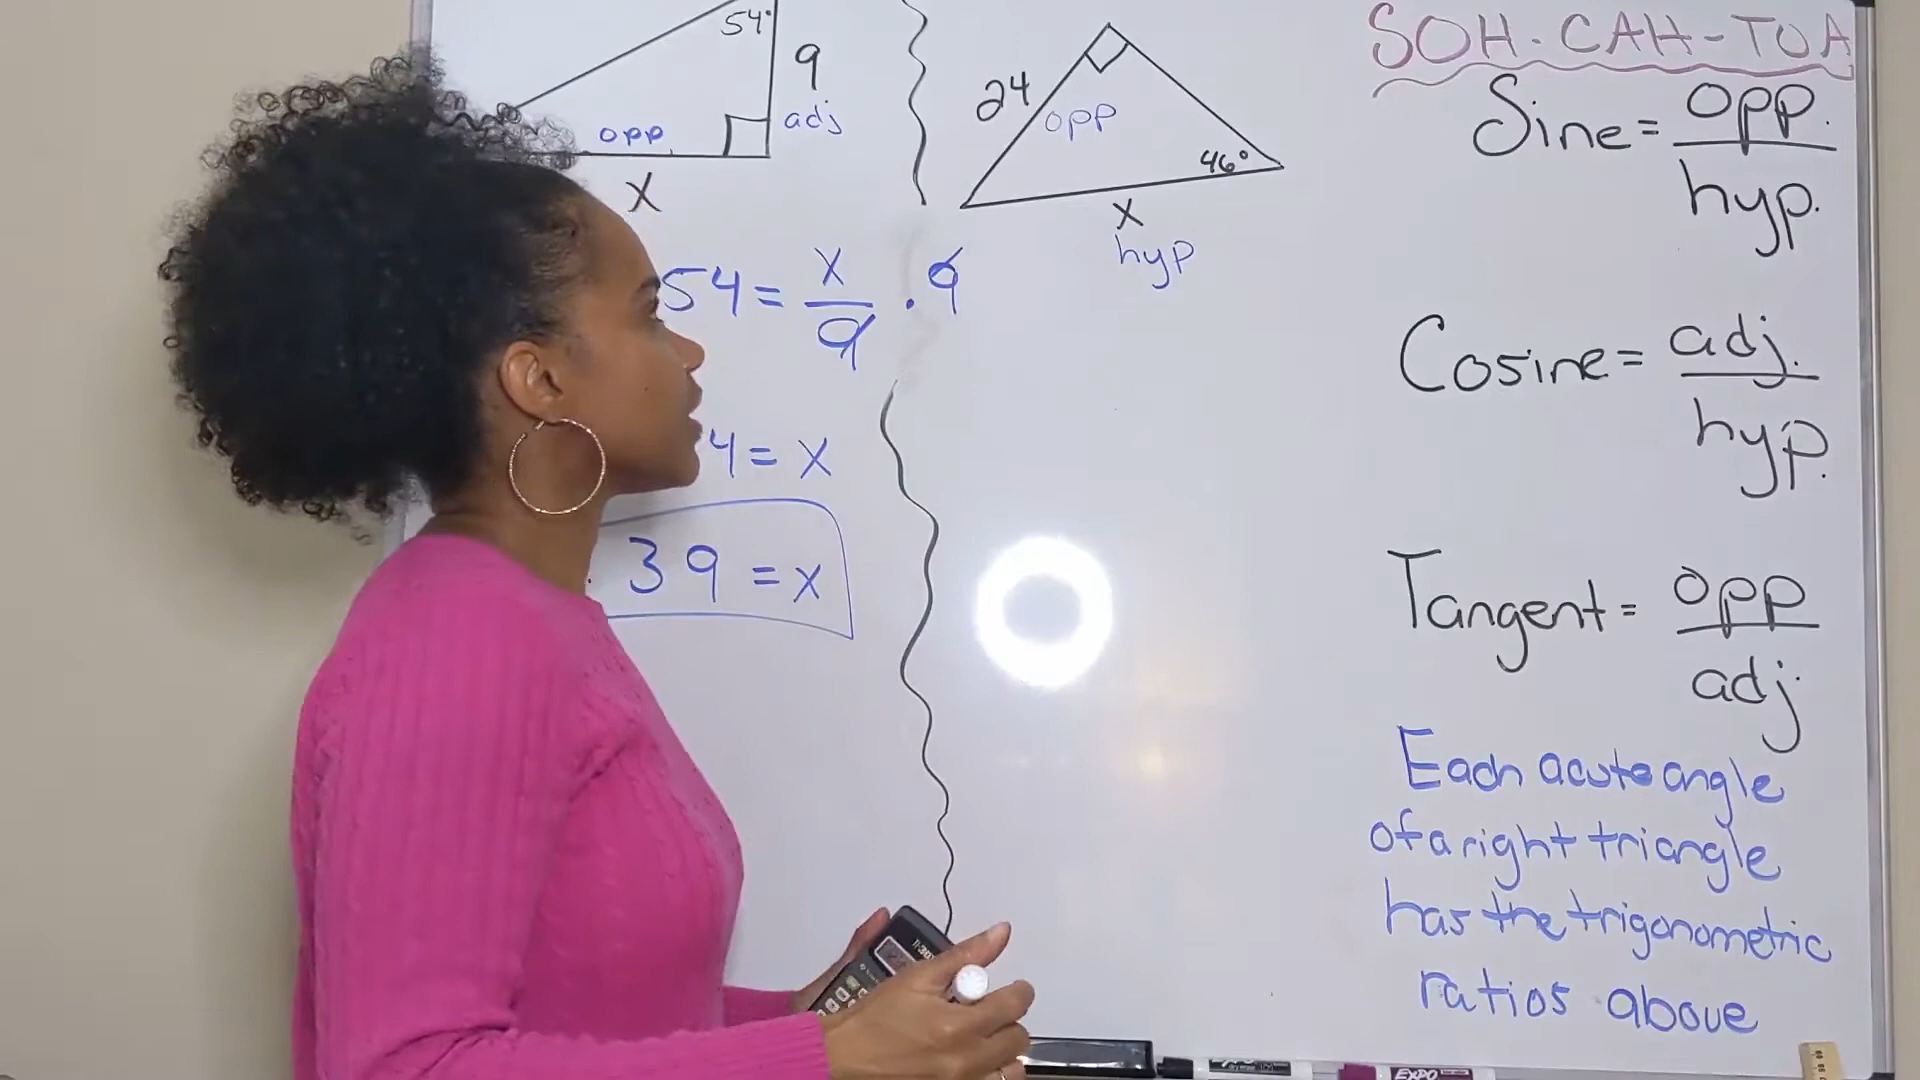 54°
9
adj
opp
x
54 = x/9 · 9
4 = x
39 = x
24
opp
46°
x
hyp
SOH-CAH-TOA
Sine = opp./hyp.
Cosine = adj./hyp.
Tangent = opp/adj
Each acute angle
of a right triangle
has the trigonometric
ratios above
EXPO